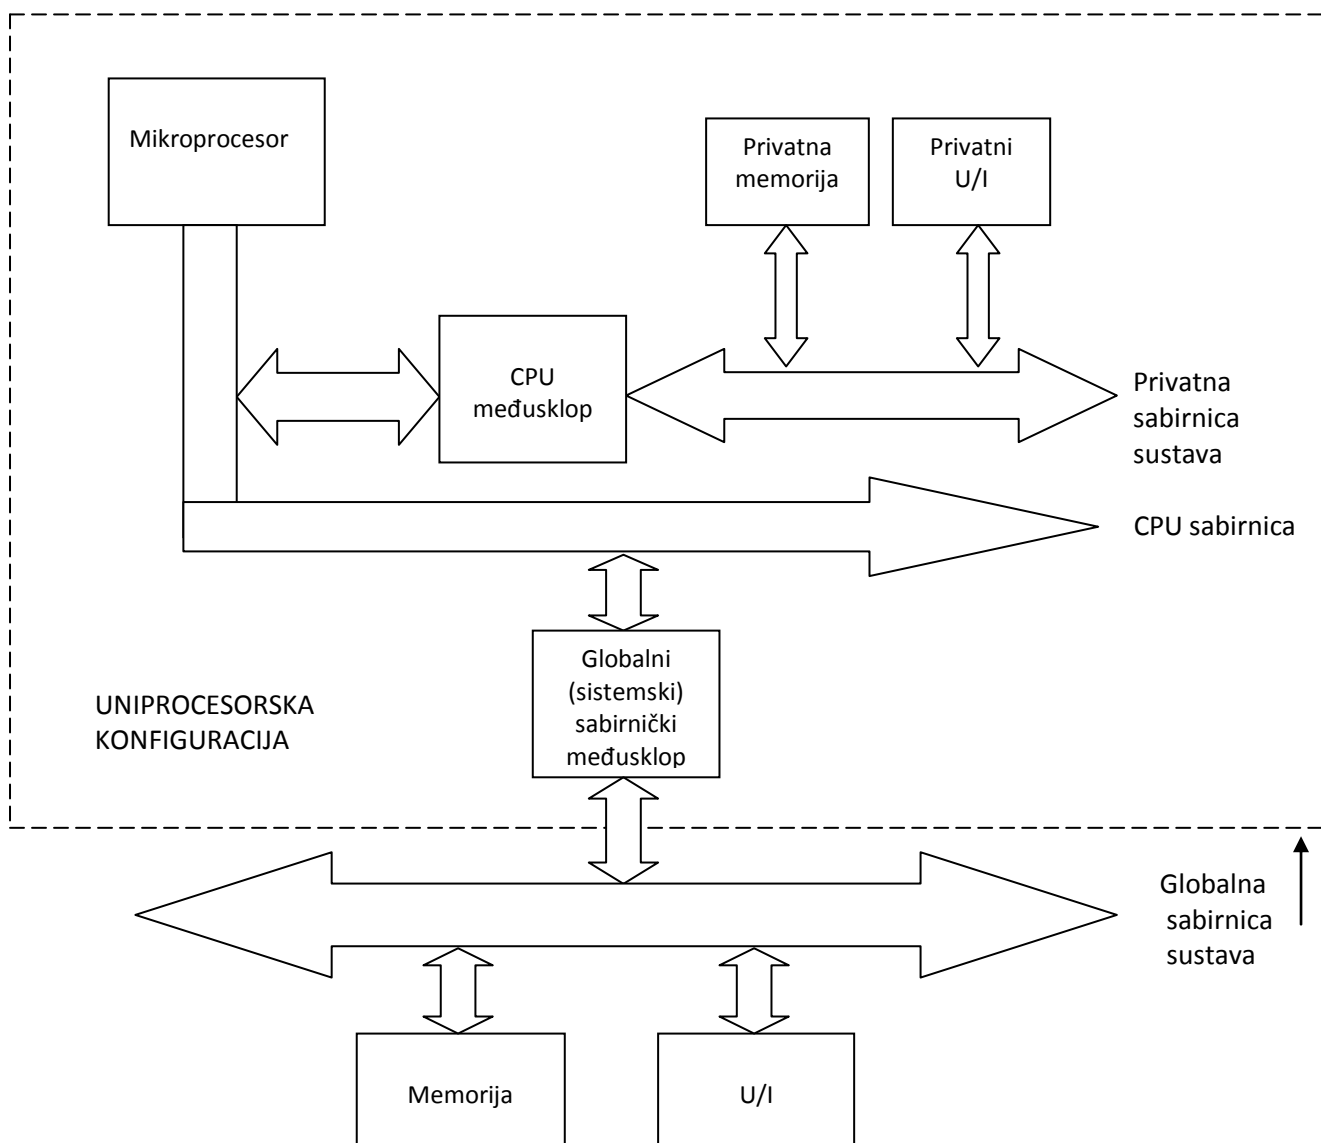 Mikroprocesor
Privatna
memorija
Privatni
U/I
CPU
međusklop
Privatna
sabirnica
sustava
CPU sabirnica
Globalni
(sistemski)
sabirnički
međusklop
UNIPROCESORSKA
KONFIGURACIJA
Globalna
sabirnica
sustava
Memorija
U/I